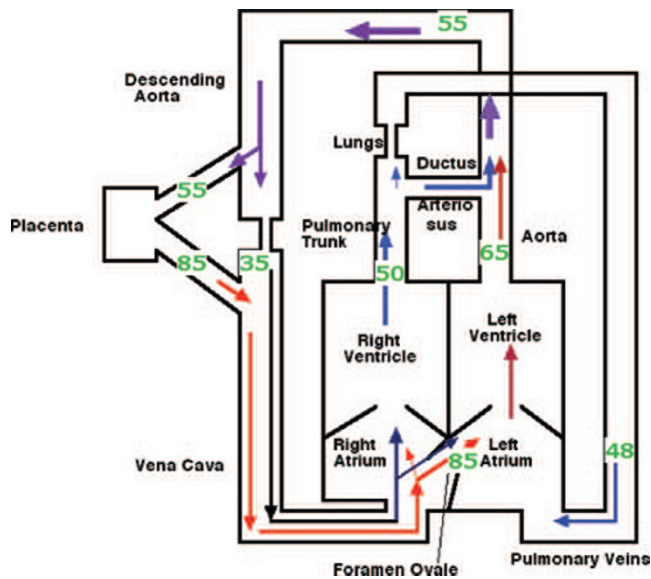 55
Descending
Aorta
Lungs
Ductus
55
Placenta
Pulmonary
Trunk
Arterio
sus
Aorta
85
35
65
50
Left
Ventricle
Right
Ventricle
Right
Atrium
Left
Atrium
85
48
Vena Cava
Foramen Ovale
Pulmonary Veins